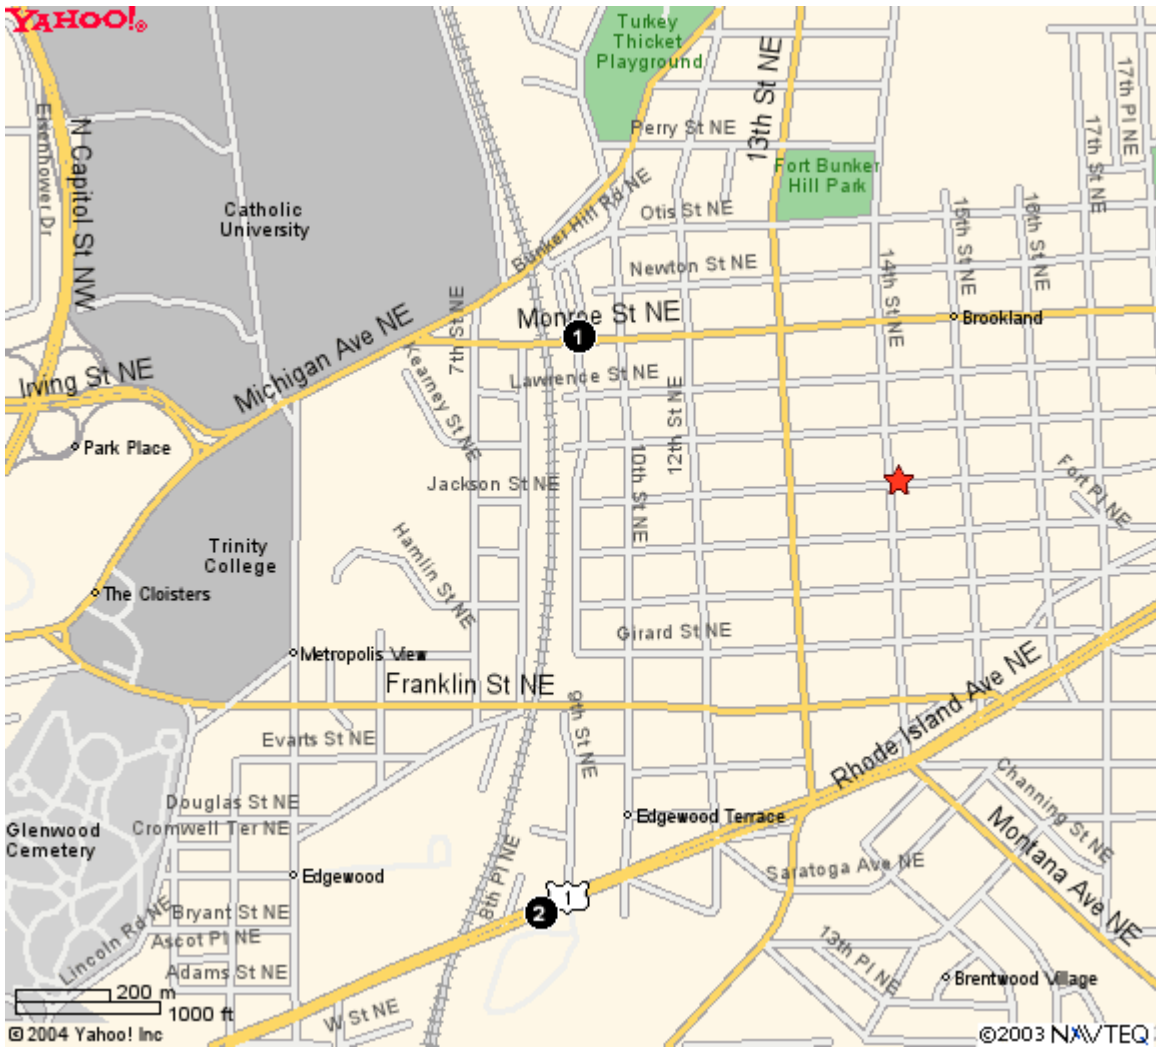 YAHOO!®
Turkey
Thicket
Playground
13th St NE
17th Pl NE
17th St NE
Eisenhower Dr
N Capitol St NW
Perry St NE
Fort Bunker
Hill Park
Catholic
University
Bunker Hill Rd NE
Otis St NE
15th St NE
16th St NE
14th St NE
Newton St NE
7th St NE
Monroe St NE
1
Brookland
Michigan Ave NE
Irving St NE
Kearney St NE
Lawrence St NE
12th St NE
Park Place
10th St NE
Fort Pl NE
Jackson St NE
Trinity
College
Hamlin St NE
The Cloisters
Girard St NE
Metropolis View
Franklin St NE
9th St NE
Rhode Island Ave NE
Evarts St NE
Douglas St NE
Cromwell Ter NE
Edgewood Terrace
Channing St NE
Montana Ave NE
Glenwood
Cemetery
Edgewood
Saratoga Ave NE
8th Pl NE
1
2
Bryant St NE
Lincoln Rd NE
Ascot Pl NE
13th Pl NE
Adams St NE
Brentwood Village
200 m
1000 ft
W St NE
©2004 Yahoo! Inc
©2003 NAVTEQ